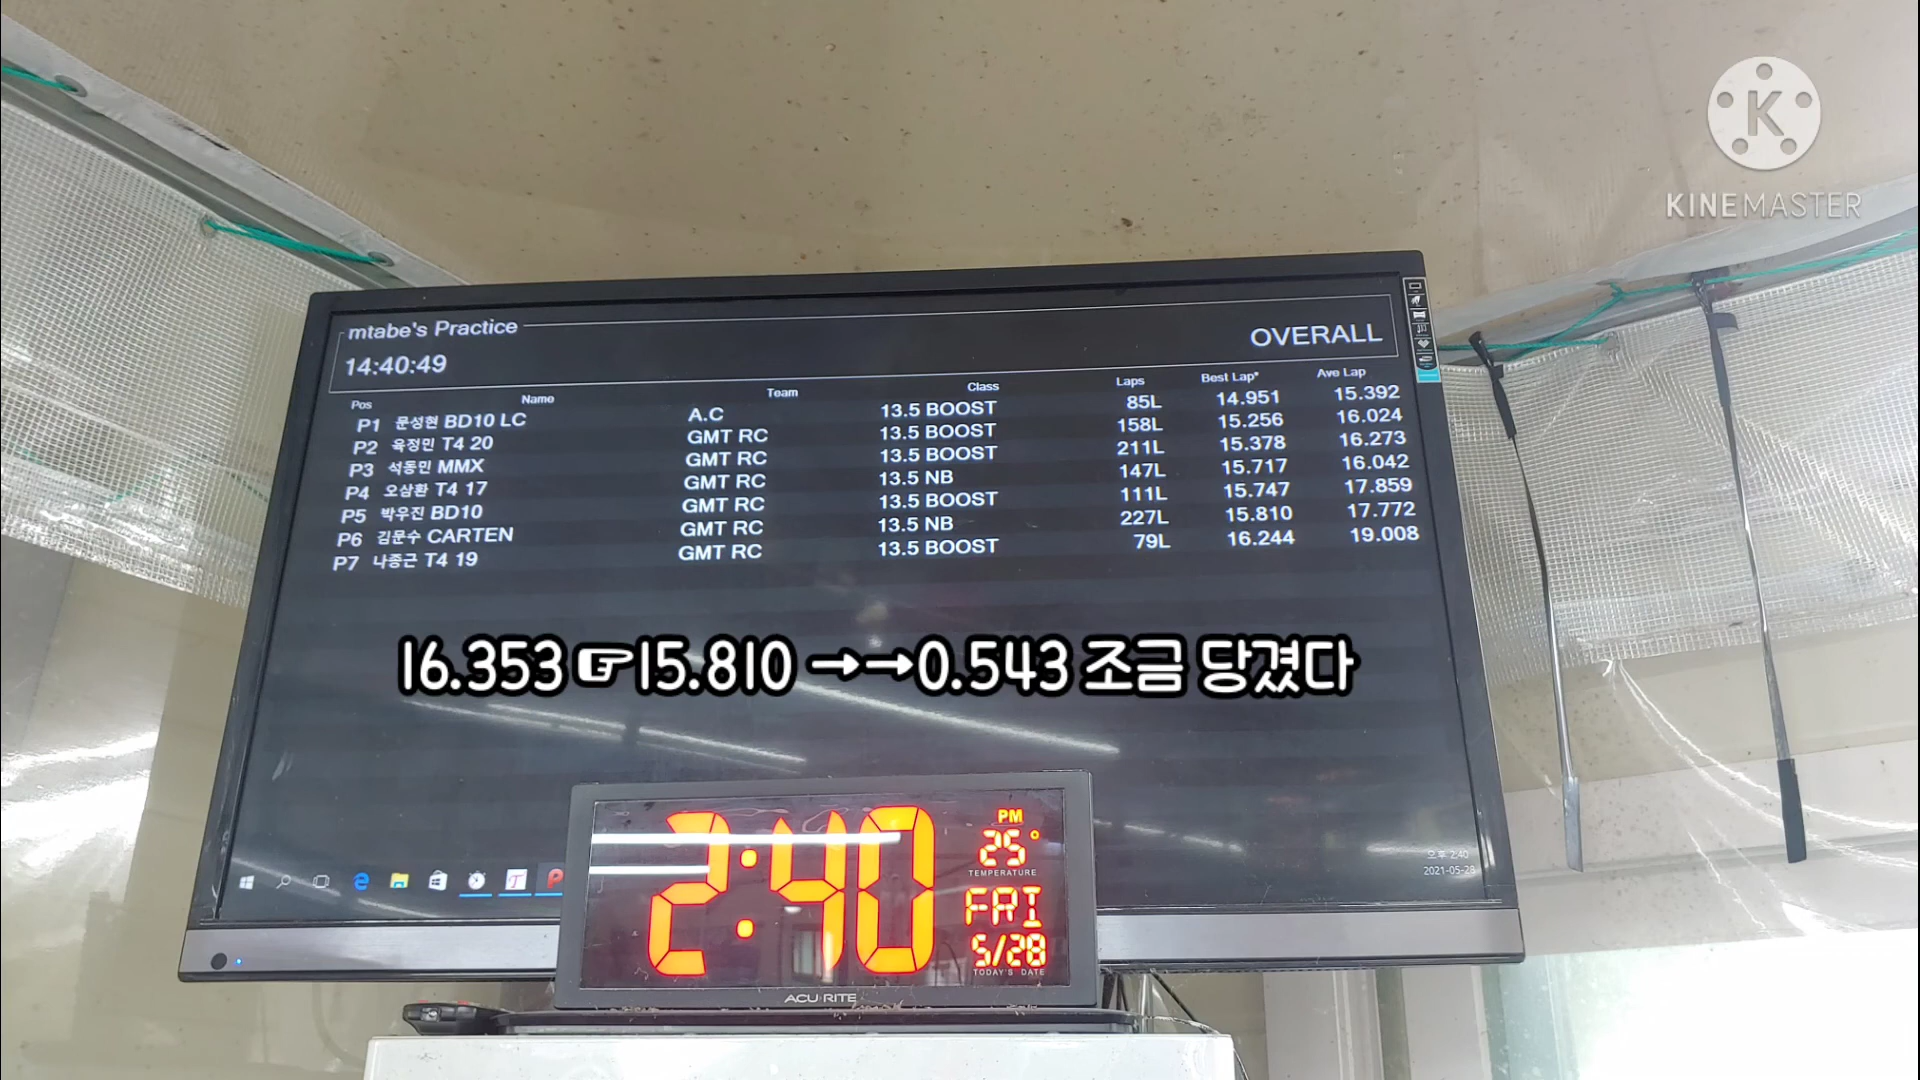 KINEMASTER
mtabe's Practice
OVERALL
14:40:49
Pos Name Team Class Laps Best Lap* Ave Lap
P1 문성현 BD10 LC A.C 13.5 BOOST 85L 14.951 15.392
P2 육정민 T4 20 GMT RC 13.5 BOOST 158L 15.256 16.024
P3 석동민 MMX GMT RC 13.5 BOOST 211L 15.378 16.273
P4 오삼환 T4 17 GMT RC 13.5 NB 147L 15.717 16.042
P5 박우진 BD10 GMT RC 13.5 BOOST 111L 15.747 17.859
P6 김문수 CARTEN GMT RC 13.5 NB 227L 15.810 17.772
P7 나종근 T4 19 GMT RC 13.5 BOOST 79L 16.244 19.008
16.353 ☞15.810 →→0.543 조금 당겼다
2:40 PM
25°
TEMPERATURE
FRI
5/28
TODAY'S DATE
ACU RITE
오후 2:40
2021-05-28